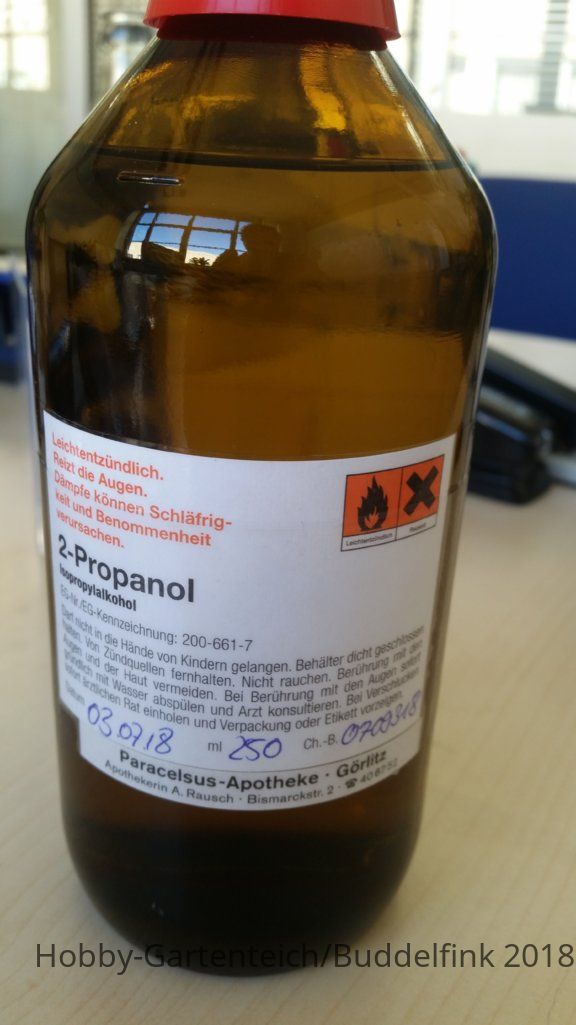 Leichtentzündlich.
Reizt die Augen.
Dämpfe können Schläfrig-
keit und Benommenheit
verursachen.
Leichtentzündlich
Reizend
2-Propanol
Isopropylalkohol
EG-Nr./EG-Kennzeichnung: 200-661-7
Darf nicht in die Hände von Kindern gelangen. Behälter dicht geschlossen
halten. Von Zündquellen fernhalten. Nicht rauchen. Berührung mit den
Augen und der Haut vermeiden. Bei Berührung mit den Augen sofort
gründlich mit Wasser abspülen und Arzt konsultieren. Bei Verschlucken
sofort ärztlichen Rat einholen und Verpackung oder Etikett vorzeigen.
Datum 03.07.18 ml 250 Ch.-B. 0709318
Paracelsus-Apotheke · Görlitz
Apothekerin A. Rausch · Bismarckstr. 2 · ☎
Hobby-Gartenteich/Buddelfink 2018